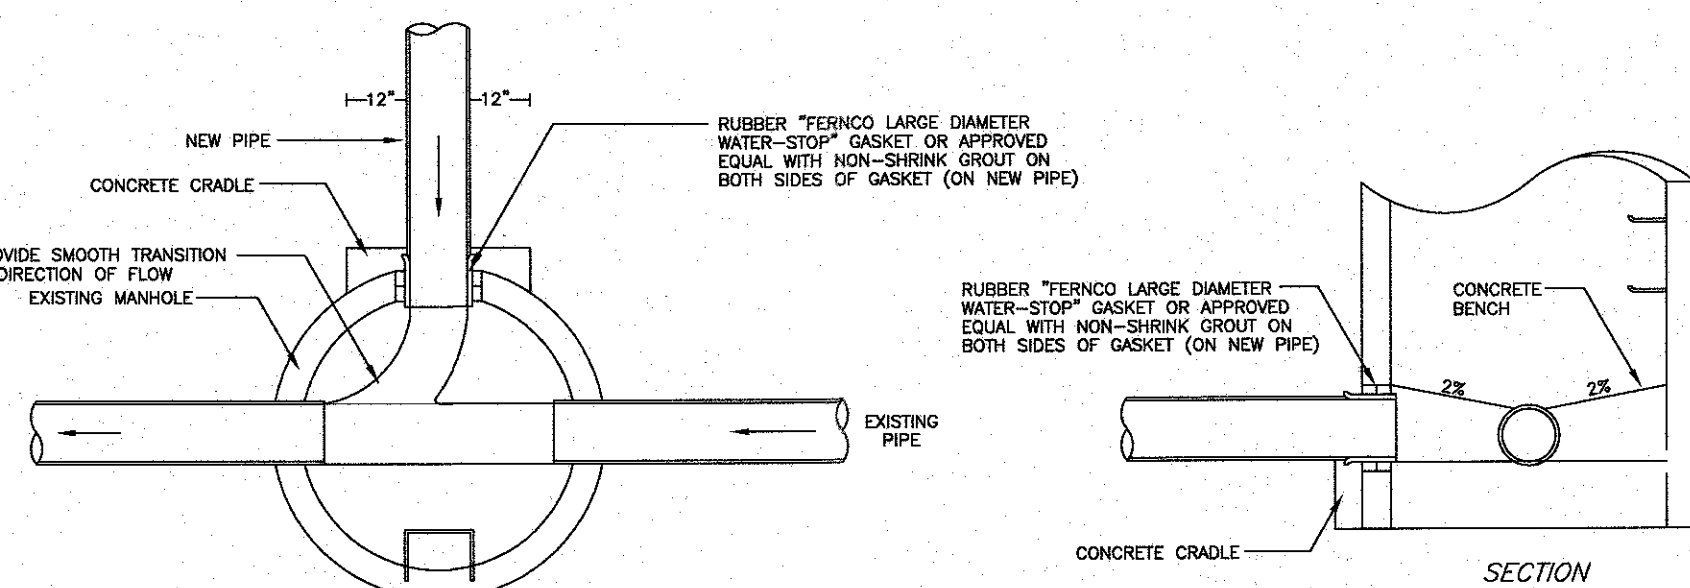 12"
12"
NEW PIPE
RUBBER "FERNCO LARGE DIAMETER
WATER-STOP" GASKET OR APPROVED
EQUAL WITH NON-SHRINK GROUT ON
BOTH SIDES OF GASKET (ON NEW PIPE)
CONCRETE CRADLE
OVIDE SMOOTH TRANSITION
DIRECTION OF FLOW
EXISTING MANHOLE
EXISTING
PIPE
RUBBER "FERNCO LARGE DIAMETER
WATER-STOP" GASKET OR APPROVED
EQUAL WITH NON-SHRINK GROUT ON
BOTH SIDES OF GASKET (ON NEW PIPE)
CONCRETE
BENCH
2%
2%
CONCRETE CRADLE
SECTION